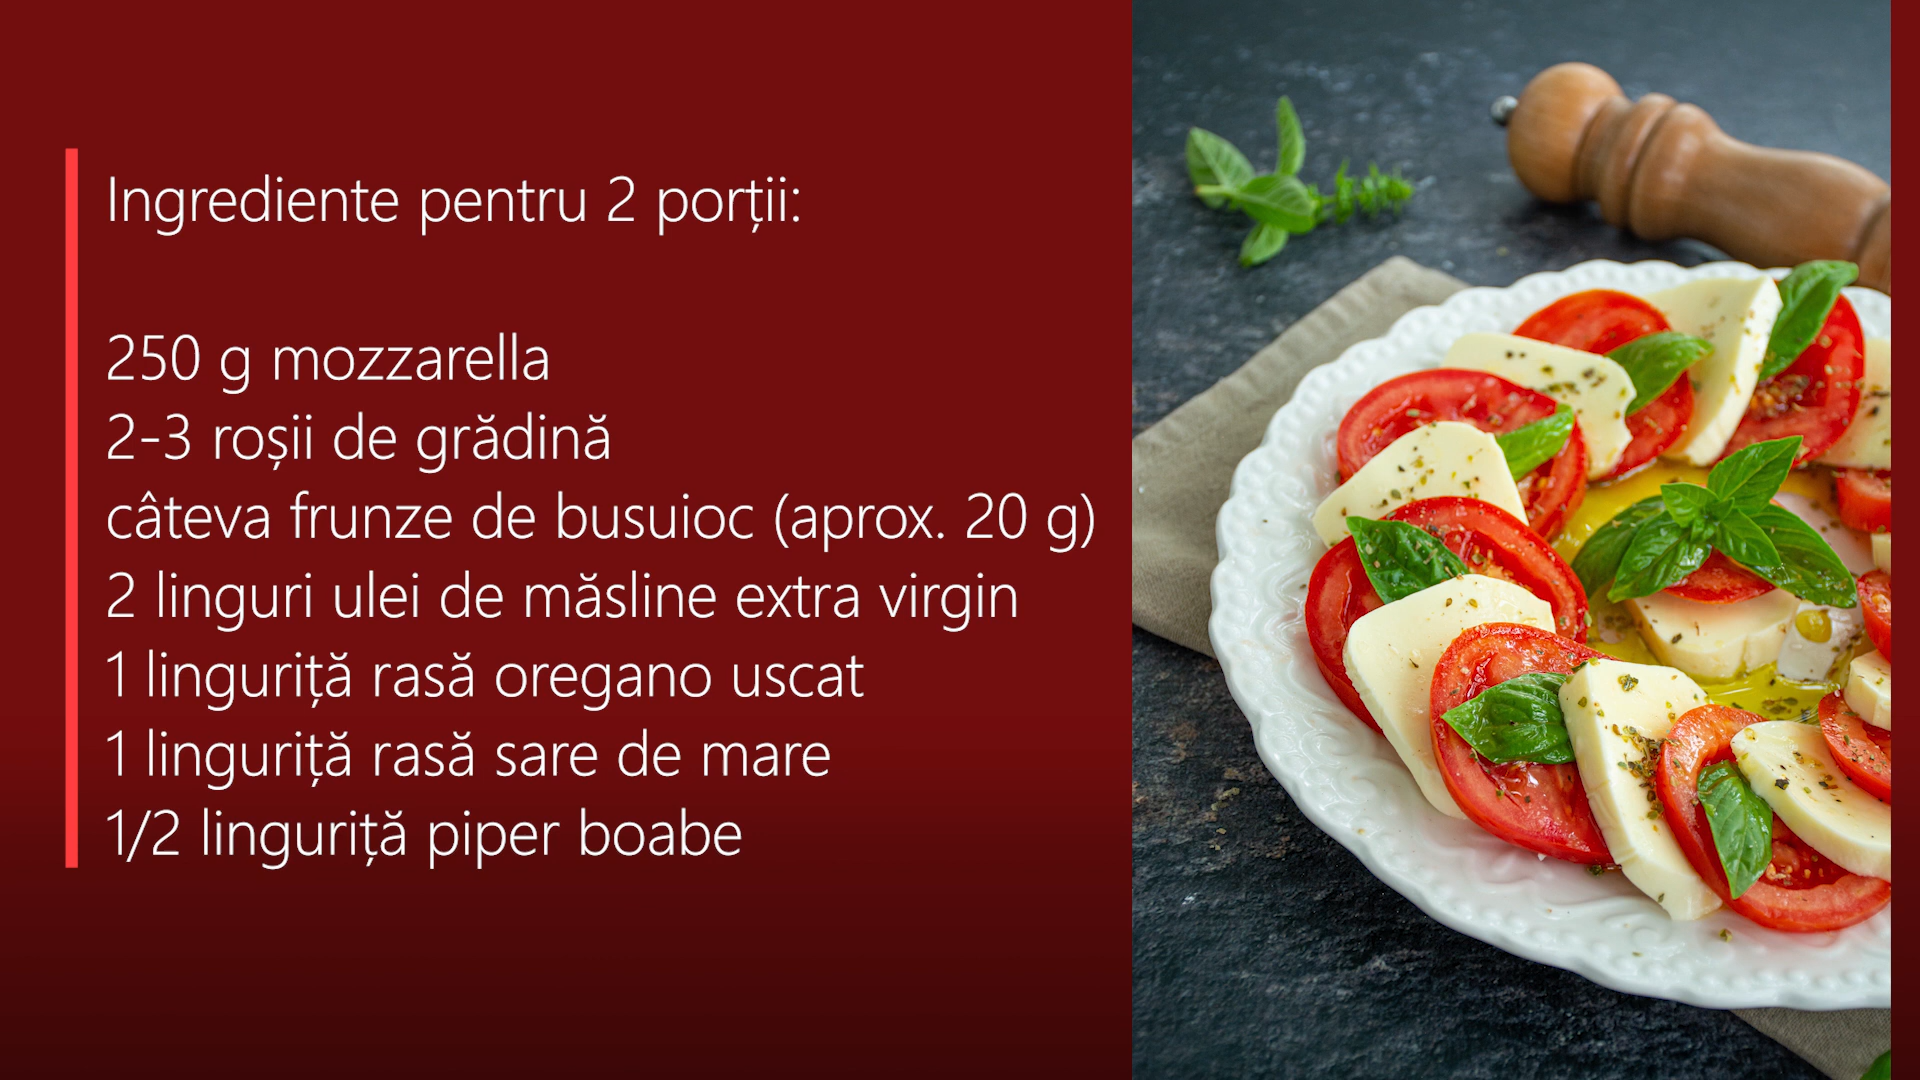 Ingrediente pentru 2 porții:
250 g mozzarella
2-3 roșii de grădină
câteva frunze de busuioc (aprox. 20 g)
2 linguri ulei de măsline extra virgin
1 linguriță rasă oregano uscat
1 linguriță rasă sare de mare
1/2 linguriță piper boabe